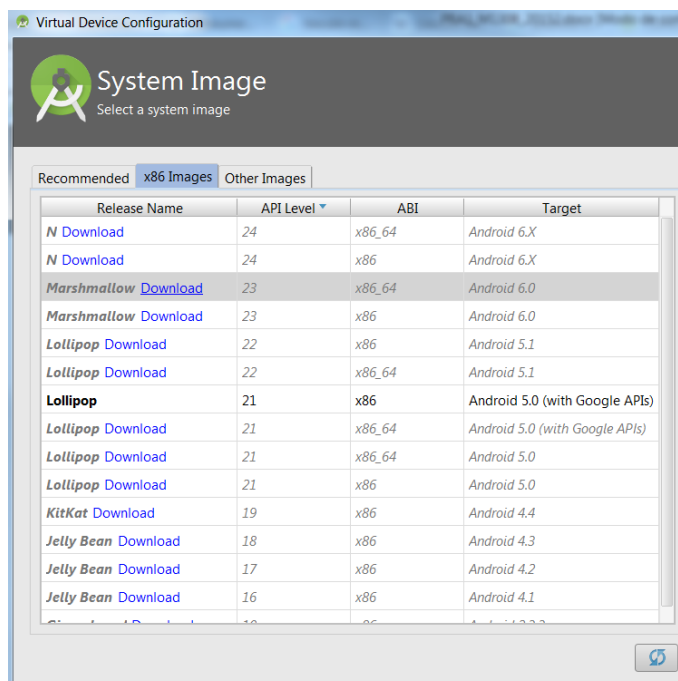 Virtual Device Configuration
System Image
Select a system image
Recommended x86 Images Other Images
Release Name API Level ABI Target
N Download 24 x86_64 Android 6.X
N Download 24 x86 Android 6.X
Marshmallow Download 23 x86_64 Android 6.0
Marshmallow Download 23 x86 Android 6.0
Lollipop Download 22 x86 Android 5.1
Lollipop Download 22 x86_64 Android 5.1
Lollipop 21 x86 Android 5.0 (with Google APIs)
Lollipop Download 21 x86_64 Android 5.0 (with Google APIs)
Lollipop Download 21 x86_64 Android 5.0
Lollipop Download 21 x86 Android 5.0
KitKat Download 19 x86 Android 4.4
Jelly Bean Download 18 x86 Android 4.3
Jelly Bean Download 17 x86 Android 4.2
Jelly Bean Download 16 x86 Android 4.1